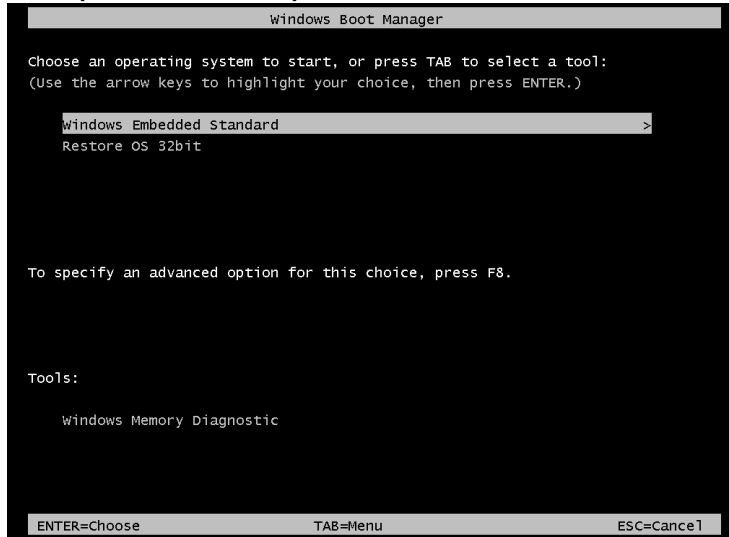 Windows Boot Manager
Choose an operating system to start, or press TAB to select a tool:
(Use the arrow keys to highlight your choice, then press ENTER.)
Windows Embedded Standard >
Restore OS 32bit
To specify an advanced option for this choice, press F8.
Tools:
Windows Memory Diagnostic
ENTER=Choose TAB=Menu ESC=Cancel